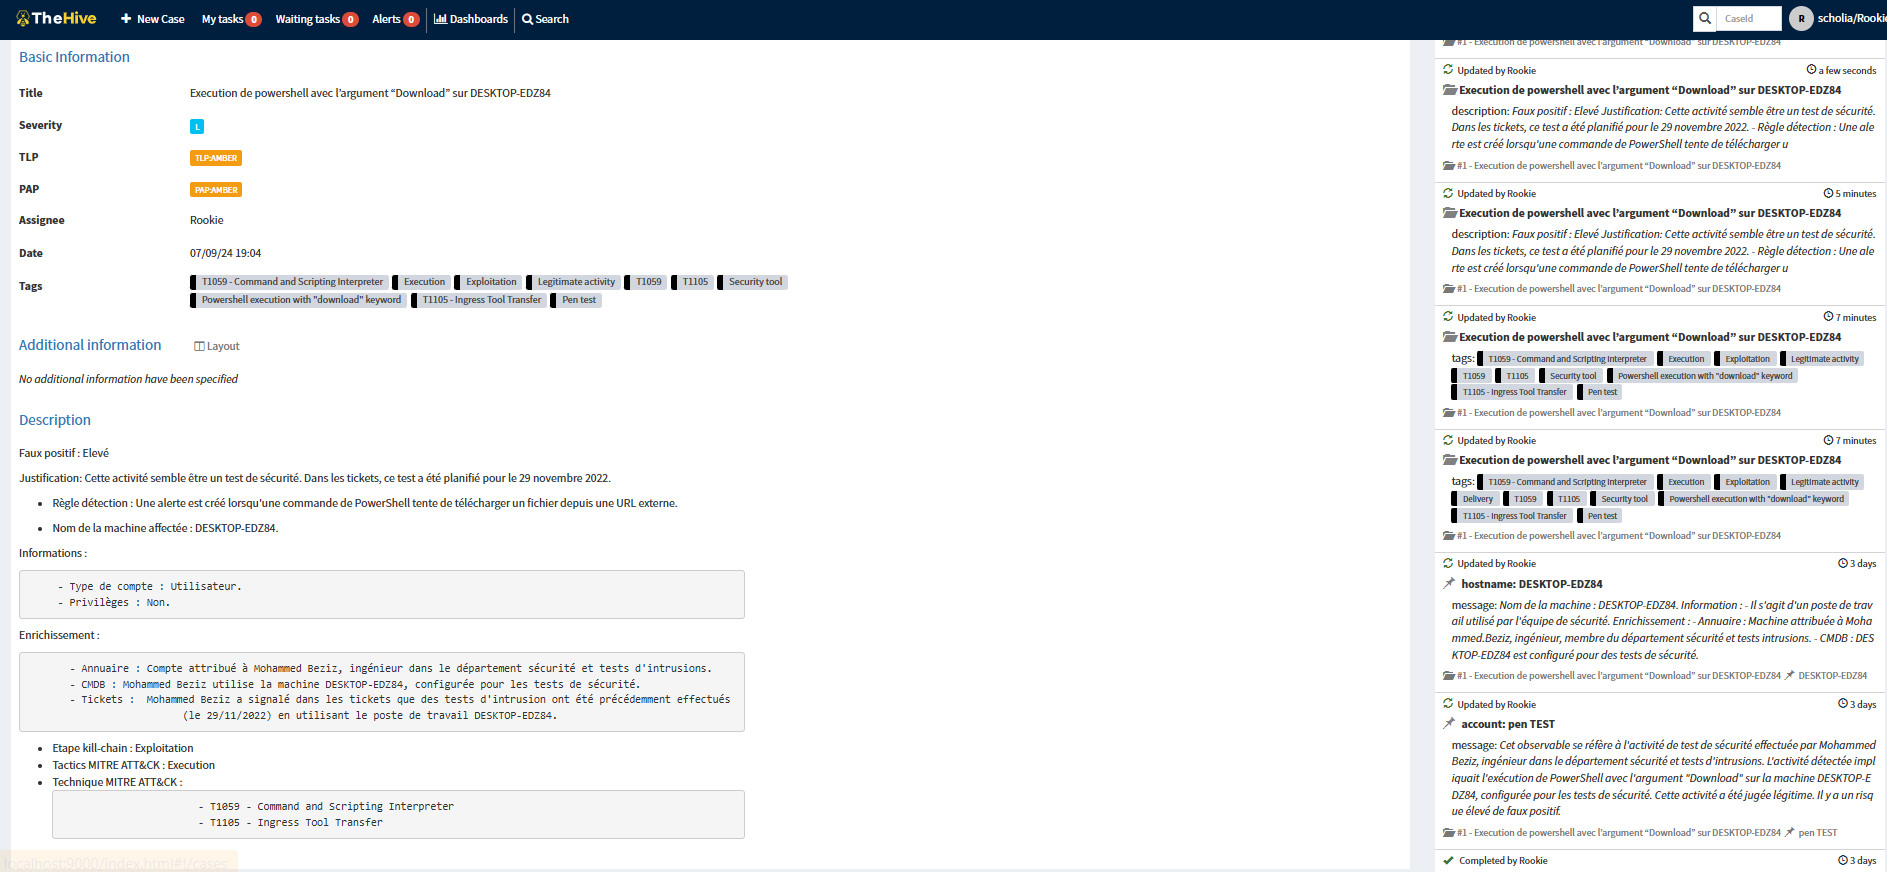 TheHive
New Case
My tasks 0
Waiting tasks 0
Alerts 0
Dashboards
Search
CaseId
R
scholia/Rookie
Basic Information
Title
Execution de powershell avec l’argument “Download” sur DESKTOP-EDZ84
Severity
L
TLP
TLP:AMBER
PAP
PAP:AMBER
Assignee
Rookie
Date
07/09/24 19:04
Tags
T1059 - Command and Scripting Interpreter Execution Exploitation Legitimate activity T1059 T1105 Security tool
Powershell execution with "download" keyword T1105 - Ingress Tool Transfer Pen test
Additional information
Layout
No additional information have been specified
Description
Faux positif : Elevé
Justification: Cette activité semble être un test de sécurité. Dans les tickets, ce test a été planifié pour le 29 novembre 2022.
• Règle détection : Une alerte est créé lorsqu'une commande de PowerShell tente de télécharger un fichier depuis une URL externe.
• Nom de la machine affectée : DESKTOP-EDZ84.
Informations :
- Type de compte : Utilisateur.
- Privilèges : Non.
Enrichissement :
- Annuaire : Compte attribué à Mohammed Beziz, ingénieur dans le département sécurité et tests d'intrusions.
- CMDB : Mohammed Beziz utilise la machine DESKTOP-EDZ84, configurée pour les tests de sécurité.
- Tickets : Mohammed Beziz a signalé dans les tickets que des tests d'intrusion ont été précédemment effectués
(le 29/11/2022) en utilisant le poste de travail DESKTOP-EDZ84.
• Etape kill-chain : Exploitation
• Tactics MITRE ATT&CK : Execution
• Technique MITRE ATT&CK :
- T1059 - Command and Scripting Interpreter
- T1105 - Ingress Tool Transfer
localhost:9000/index.html#!/cases
#1 - Execution de powershell avec l’argument “Download” sur DESKTOP-EDZ84
Updated by Rookie
a few seconds
Execution de powershell avec l’argument “Download” sur DESKTOP-EDZ84
description: Faux positif : Elevé Justification: Cette activité semble être un test de sécurité.
Dans les tickets, ce test a été planifié pour le 29 novembre 2022. - Règle détection : Une ale
rte est créé lorsqu'une commande de PowerShell tente de télécharger u
#1 - Execution de powershell avec l’argument “Download” sur DESKTOP-EDZ84
Updated by Rookie
5 minutes
Execution de powershell avec l’argument “Download” sur DESKTOP-EDZ84
description: Faux positif : Elevé Justification: Cette activité semble être un test de sécurité.
Dans les tickets, ce test a été planifié pour le 29 novembre 2022. - Règle détection : Une ale
rte est créé lorsqu'une commande de PowerShell tente de télécharger u
#1 - Execution de powershell avec l’argument “Download” sur DESKTOP-EDZ84
Updated by Rookie
7 minutes
Execution de powershell avec l’argument “Download” sur DESKTOP-EDZ84
tags: T1059 - Command and Scripting Interpreter Execution Exploitation Legitimate activity
T1059 T1105 Security tool Powershell execution with "download" keyword
T1105 - Ingress Tool Transfer Pen test
#1 - Execution de powershell avec l’argument “Download” sur DESKTOP-EDZ84
Updated by Rookie
7 minutes
Execution de powershell avec l’argument “Download” sur DESKTOP-EDZ84
tags: T1059 - Command and Scripting Interpreter Execution Exploitation Legitimate activity
Delivery T1059 T1105 Security tool Powershell execution with "download" keyword
T1105 - Ingress Tool Transfer Pen test
#1 - Execution de powershell avec l’argument “Download” sur DESKTOP-EDZ84
Updated by Rookie
3 days
hostname: DESKTOP-EDZ84
message: Nom de la machine : DESKTOP-EDZ84. Information : - Il s'agit d'un poste de trav
ail utilisé par l'équipe de sécurité. Enrichissement : - Annuaire : Machine attribuée à Moha
mmed.Beziz, ingénieur, membre du département sécurité et tests intrusions. - CMDB : DES
KTOP-EDZ84 est configuré pour des tests de sécurité.
#1 - Execution de powershell avec l’argument “Download” sur DESKTOP-EDZ84 DESKTOP-EDZ84
Updated by Rookie
3 days
account: pen TEST
message: Cet observable se réfère à l'activité de test de sécurité effectuée par Mohammed
Beziz, ingénieur dans le département sécurité et tests d'intrusions. L'activité détectée impl
iquait l'exécution de PowerShell avec l'argument "Download" sur la machine DESKTOP-E
DZ84, configurée pour les tests de sécurité. Cette activité a été jugée légitime. Il y a un risq
ue élevé de faux positif.
#1 - Execution de powershell avec l’argument “Download” sur DESKTOP-EDZ84 pen TEST
Completed by Rookie
3 days